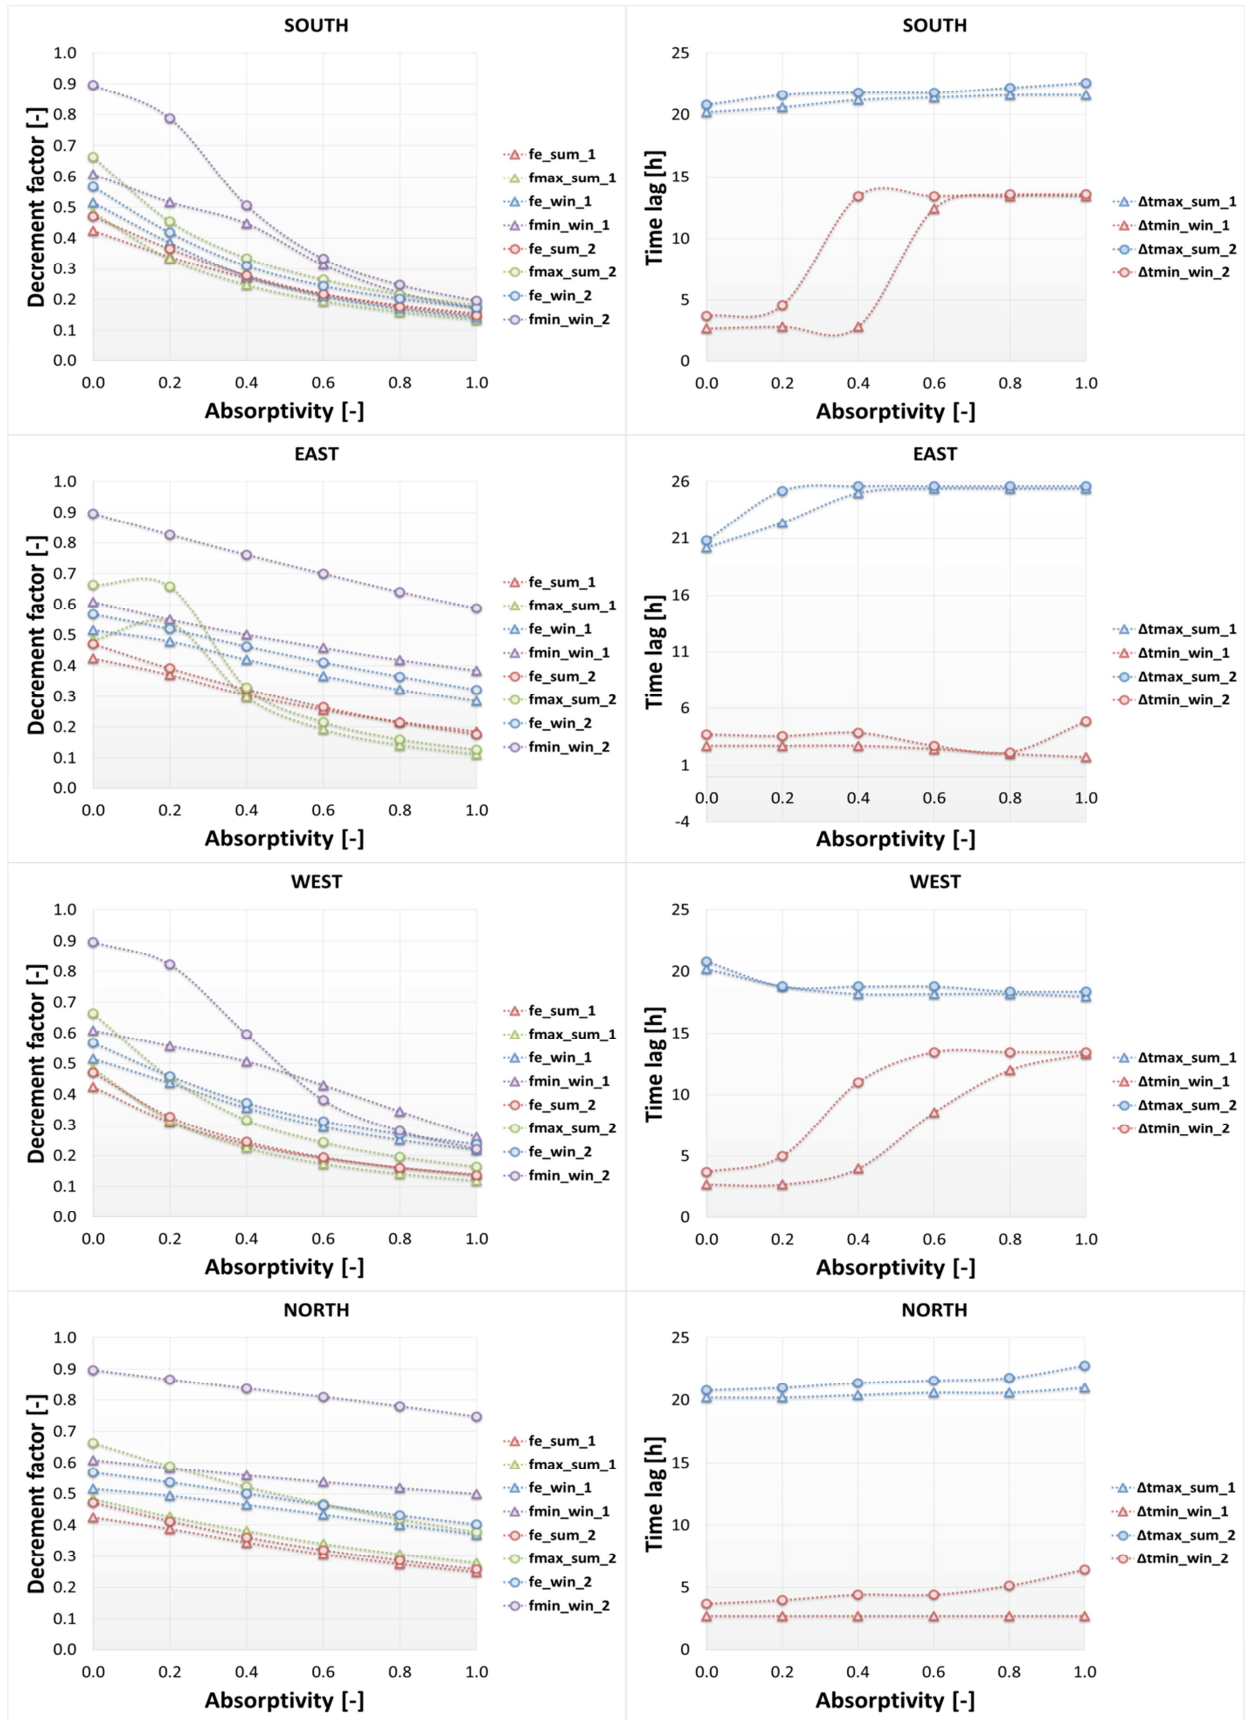 SOUTH
Decrement factor [-]
1.0
0.9
0.8
0.7
0.6
0.5
0.4
0.3
0.2
0.1
0.0
0.0 0.2 0.4 0.6 0.8 1.0
Absorptivity [-]
fe_sum_1
fmax_sum_1
fe_win_1
fmin_win_1
fe_sum_2
fmax_sum_2
fe_win_2
fmin_win_2
SOUTH
Time lag [h]
25
20
15
10
5
0
0.0 0.2 0.4 0.6 0.8 1.0
Absorptivity [-]
Δtmax_sum_1
Δtmin_win_1
Δtmax_sum_2
Δtmin_win_2
EAST
Decrement factor [-]
1.0
0.9
0.8
0.7
0.6
0.5
0.4
0.3
0.2
0.1
0.0
0.0 0.2 0.4 0.6 0.8 1.0
Absorptivity [-]
fe_sum_1
fmax_sum_1
fe_win_1
fmin_win_1
fe_sum_2
fmax_sum_2
fe_win_2
fmin_win_2
EAST
Time lag [h]
26
21
16
11
6
1
-4
0.0 0.2 0.4 0.6 0.8 1.0
Absorptivity [-]
Δtmax_sum_1
Δtmin_win_1
Δtmax_sum_2
Δtmin_win_2
WEST
Decrement factor [-]
1.0
0.9
0.8
0.7
0.6
0.5
0.4
0.3
0.2
0.1
0.0
0.0 0.2 0.4 0.6 0.8 1.0
Absorptivity [-]
fe_sum_1
fmax_sum_1
fe_win_1
fmin_win_1
fe_sum_2
fmax_sum_2
fe_win_2
fmin_win_2
WEST
Time lag [h]
25
20
15
10
5
0
0.0 0.2 0.4 0.6 0.8 1.0
Absorptivity [-]
Δtmax_sum_1
Δtmin_win_1
Δtmax_sum_2
Δtmin_win_2
NORTH
Decrement factor [-]
1.0
0.9
0.8
0.7
0.6
0.5
0.4
0.3
0.2
0.1
0.0
0.0 0.2 0.4 0.6 0.8 1.0
Absorptivity [-]
fe_sum_1
fmax_sum_1
fe_win_1
fmin_win_1
fe_sum_2
fmax_sum_2
fe_win_2
fmin_win_2
NORTH
Time lag [h]
25
20
15
10
5
0
0.0 0.2 0.4 0.6 0.8 1.0
Absorptivity [-]
Δtmax_sum_1
Δtmin_win_1
Δtmax_sum_2
Δtmin_win_2